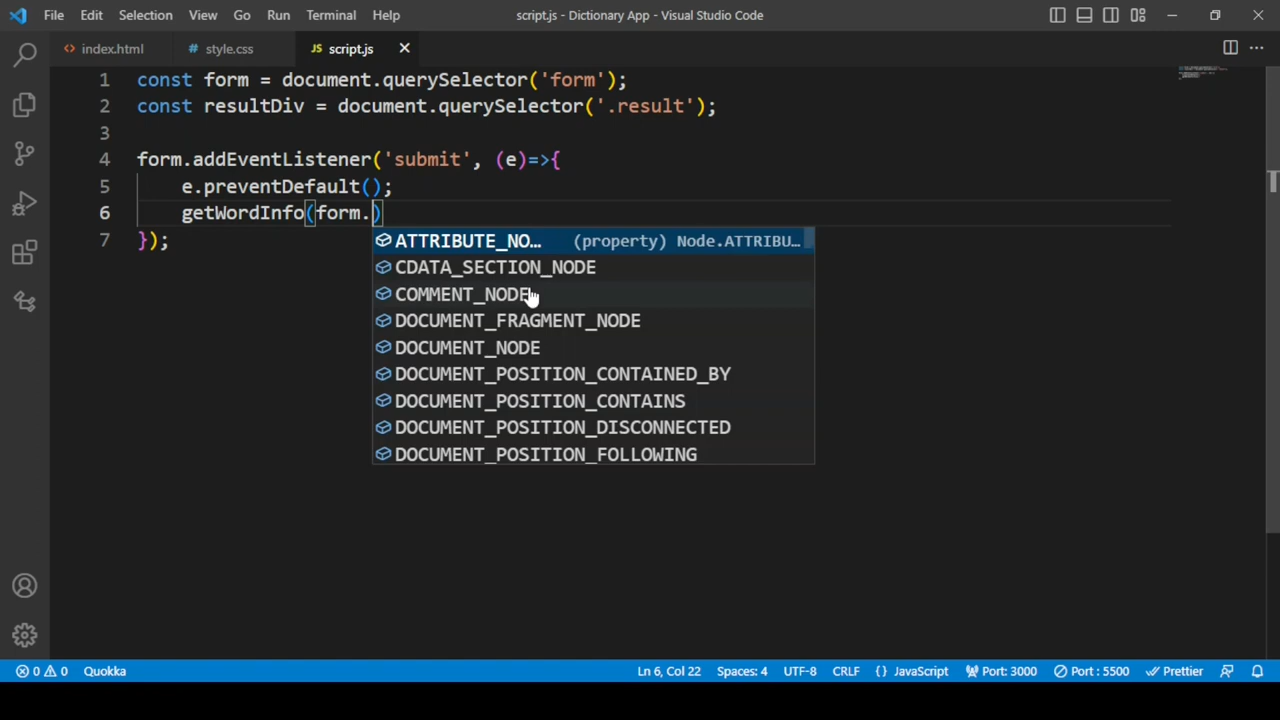 File Edit Selection View Go Run Terminal Help script.js - Dictionary App - Visual Studio Code
index.html # style.css JS script.js
1 const form = document.querySelector('form');
2 const resultDiv = document.querySelector('.result');
3
4 form.addEventListener('submit', (e)=>{
5 e.preventDefault();
6 getWordInfo(form.)
7 });
ATTRIBUTE_NO... (property) Node.ATTRIBU...
CDATA_SECTION_NODE
COMMENT_NODE
DOCUMENT_FRAGMENT_NODE
DOCUMENT_NODE
DOCUMENT_POSITION_CONTAINED_BY
DOCUMENT_POSITION_CONTAINS
DOCUMENT_POSITION_DISCONNECTED
DOCUMENT_POSITION_FOLLOWING
0 0 Quokka Ln 6, Col 22 Spaces: 4 UTF-8 CRLF {} JavaScript Port: 3000 Port : 5500 Prettier